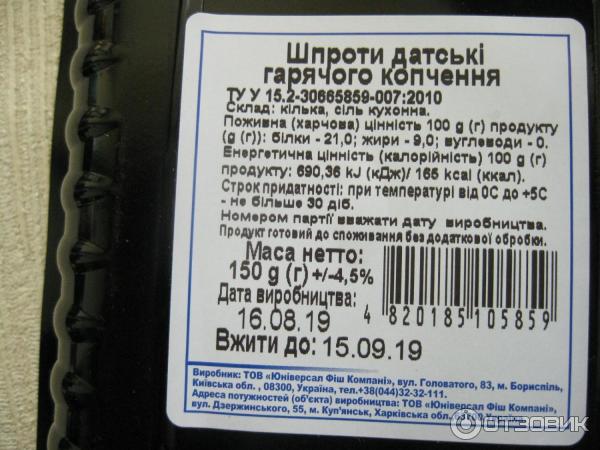 Шпроти датські
гарячого копчення
ТУ У 15.2-30665859-007:2010
Склад: кілька, сіль кухонна.
Поживна (харчова) цінність 100 g (г) продукту
(g (г)): білки - 21,0; жири - 9,0; вуглеводи - 0.
Енергетична цінність (калорійність) 100 g (г)
продукту: 690,36 kJ (кДж)/ 165 kcal (ккал).
Строк придатності: при температурі від 0С до +5С
- не більше 30 діб.
Номером партії вважати дату виробництва.
Продукт готовий до споживання без додаткової обробки.
Маса нетто:
150 g (г) +/-4,5%
Дата виробництва:
16.08.19
4 820185 105859
Вжити до: 15.09.19
Виробник: ТОВ «Юніверсал Фіш Компані», вул. Головатого, 83, м. Бориспіль,
Київська обл. , 08300, Україна, тел.+38(044)32-32-111.
Адреса потужностей (об'єкта) виробництва: ТОВ «Юніверсал Фіш Компані»,
вул. Дзержинського, 55, м. Куп'янськ, Харківська обл.
ОТЗОВИК